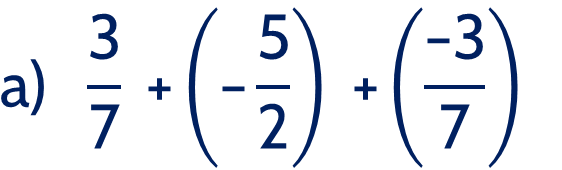 a) 3/7 + (− 5/2) + (−3/7)